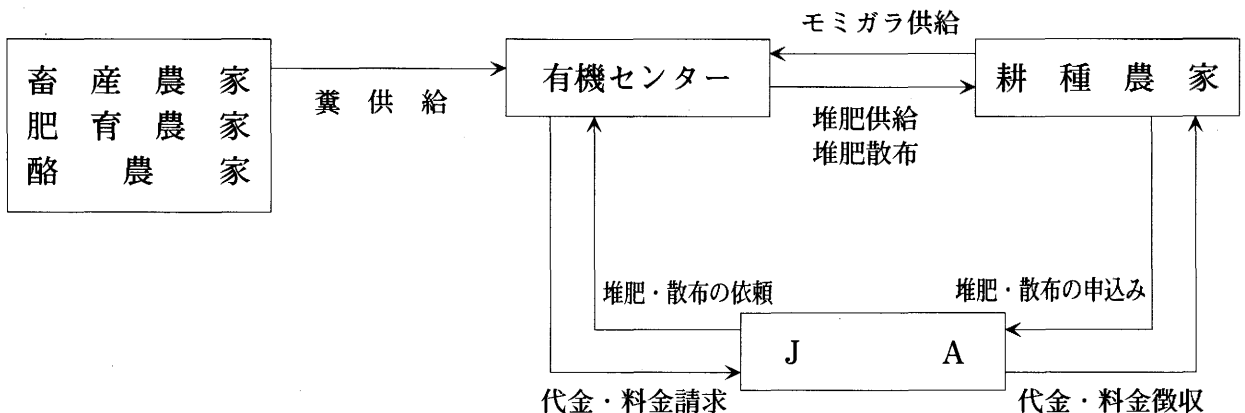 モミガラ供給
畜産農家
肥育農家
酪農家
糞供給
有機センター
耕種農家
堆肥供給
堆肥散布
堆肥・散布の依頼
堆肥・散布の申込み
JA
代金・料金請求
代金・料金徴収